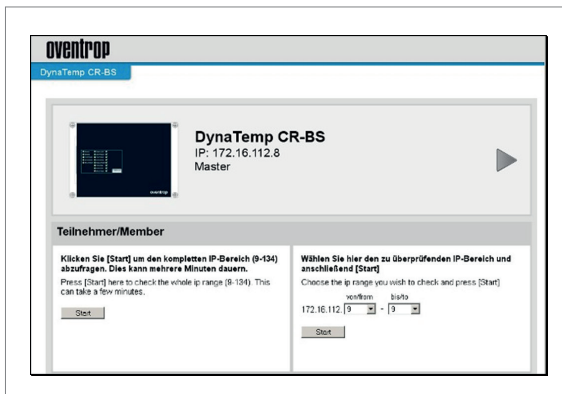 oventrop
DynaTemp CR-BS
DynaTemp CR-BS
IP: 172.16.112.8
Master
oventrop
Teilnehmer/Member
Klicken Sie [Start] um den kompletten IP-Bereich (9-134)
abzufragen. Dies kann mehrere Minuten dauern.
Press [Start] here to check the whole ip range (9-134). This
can take a few minutes.
Start
Wählen Sie hier den zu überprüfenden IP-Bereich und
anschließend [Start]
Choose the ip range you wish to check and press [Start]
von/from bis/to
172.16.112. 9 - 9
Start